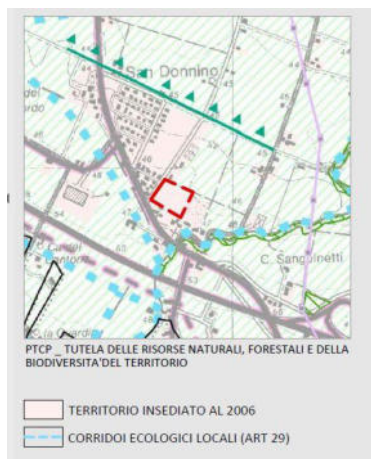 San Donnino
C. Sanguinetti
PTCP _ TUTELA DELLE RISORSE NATURALI, FORESTALI E DELLA
BIODIVERSITA'DEL TERRITORIO
TERRITORIO INSEDIATO AL 2006
CORRIDOI ECOLOGICI LOCALI (ART 29)